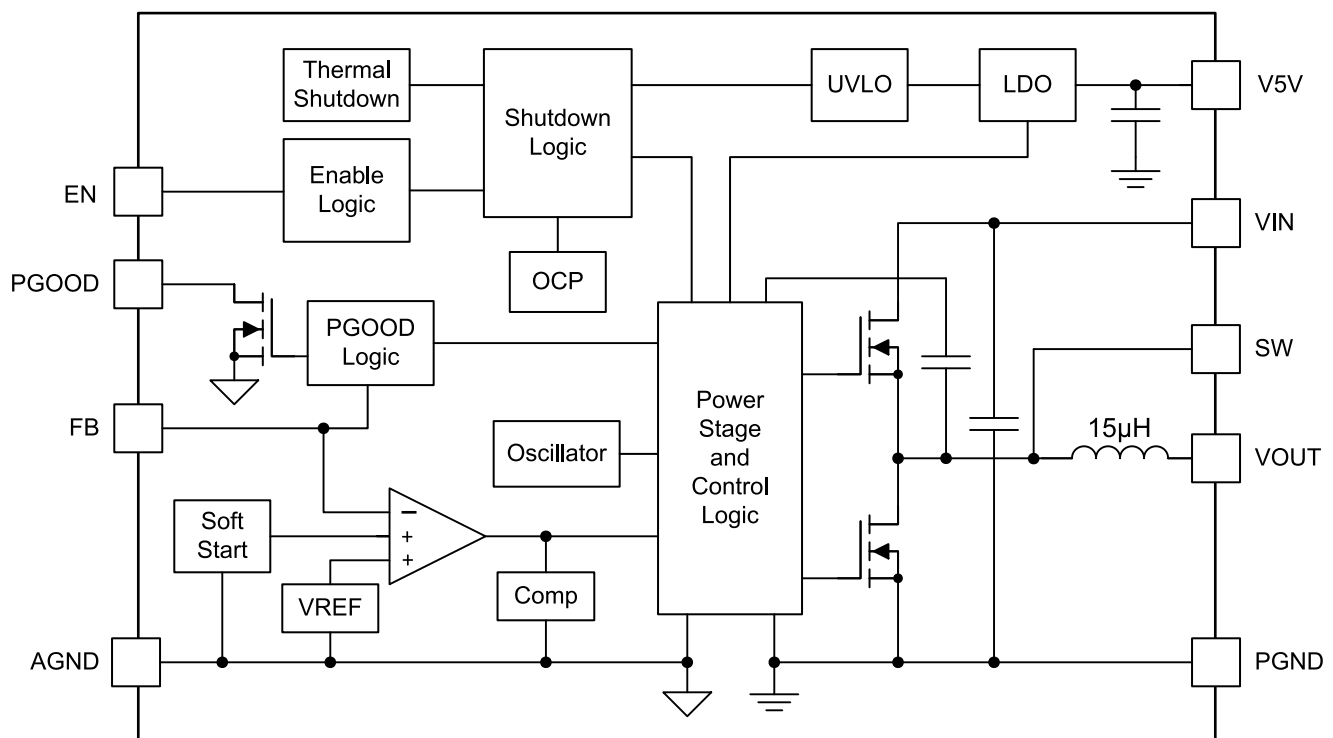 Thermal
Shutdown
Shutdown
Logic
UVLO
LDO
V5V
EN
Enable
Logic
VIN
PGOOD
OCP
PGOOD
Logic
SW
FB
Power
Stage
and
Control
Logic
Oscillator
15µH
VOUT
Soft
Start
−
+
+
VREF
Comp
AGND
PGND